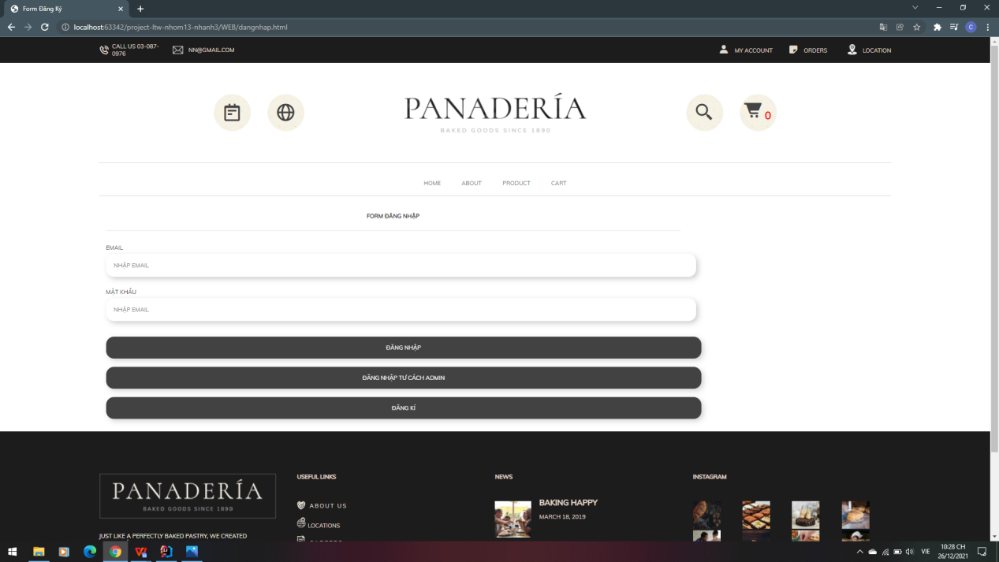 Form Đăng Ký
localhost:63342/project-ltw-nhom13-nhanh3/WEB/dangnhap.html
C
CALL US 03-087-
0976
NN@GMAIL.COM
MY ACCOUNT
ORDERS
LOCATION
PANADERÍA
BAKED GOODS SINCE 1890
0
HOME
ABOUT
PRODUCT
CART
FORM ĐĂNG NHẬP
EMAIL
NHẬP EMAIL
MẬT KHẨU
NHẬP EMAIL
ĐĂNG NHẬP
ĐĂNG NHẬP TƯ CÁCH ADMIN
ĐĂNG KÍ
PANADERÍA
BAKED GOODS SINCE 1890
JUST LIKE A PERFECTLY BAKED PASTRY, WE CREATED
USEFUL LINKS
ABOUT US
LOCATIONS
NEWS
BAKING HAPPY
MARCH 18, 2019
INSTAGRAM
VIE
10:28 CH
26/12/2021